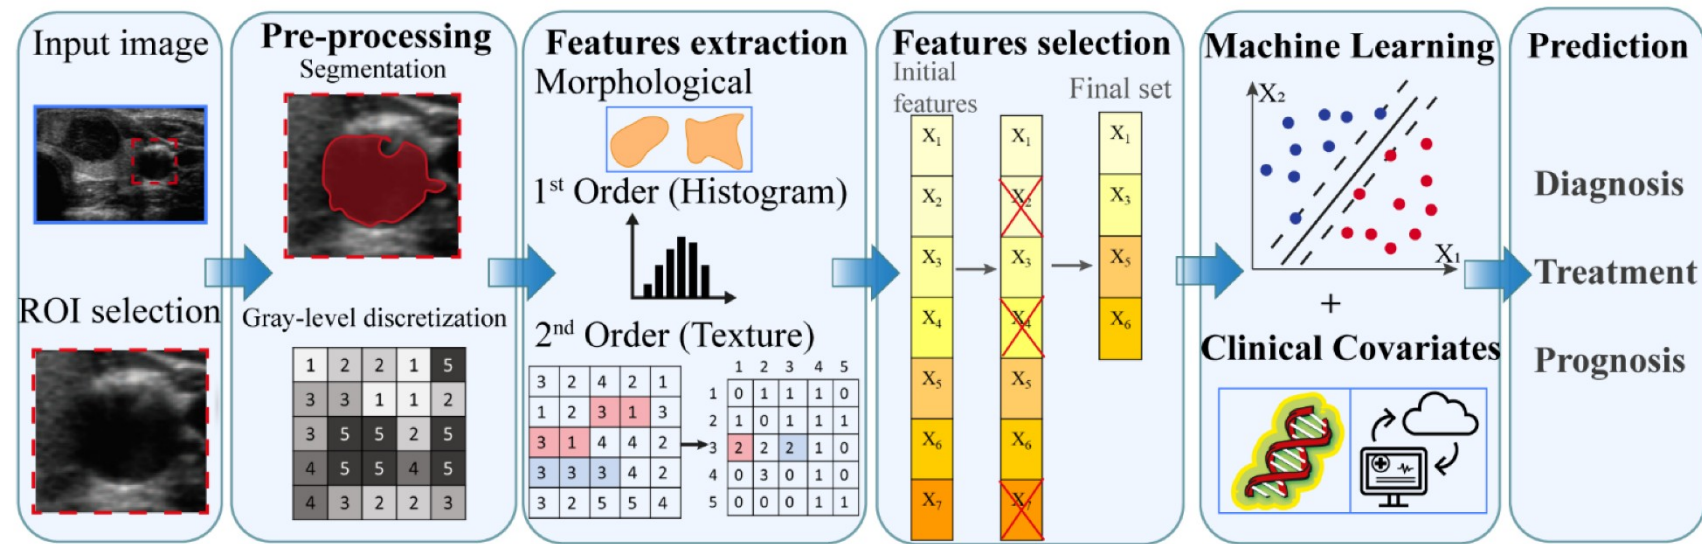 Input image
ROI selection
Pre-processing
Segmentation
Gray-level discretization
1 2 2 1 5
3 3 1 1 2
3 5 5 2 5
4 5 5 4 5
4 3 2 2 3
Features extraction
Morphological
1st Order (Histogram)
2nd Order (Texture)
3 2 4 2 1
1 2 3 1 3
3 1 4 4 2
3 3 3 4 2
3 2 5 5 4
1 2 3 4 5
1 0 1 1 1 0
2 1 0 1 1 1
3 2 2 2 1 0
4 0 3 0 1 0
5 0 0 0 1 1
Features selection
Initial
features
X1
X2
X3
X4
X5
X6
X7
X1
X2
X3
X4
X5
X6
X7
Final set
X1
X3
X5
X6
Machine Learning
X2
X1
+
Clinical Covariates
Prediction
Diagnosis
Treatment
Prognosis